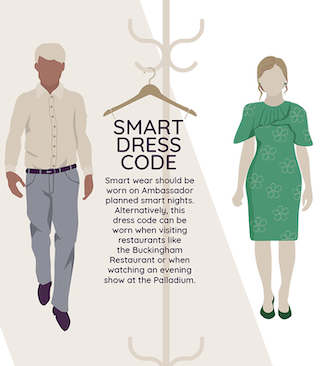 SMART
DRESS
CODE
Smart wear should be
worn on Ambassador
planned smart nights.
Alternatively, this
dress code can be
worn when visiting
restaurants like
the Buckingham
Restaurant or when
watching an evening
show at the Palladium.